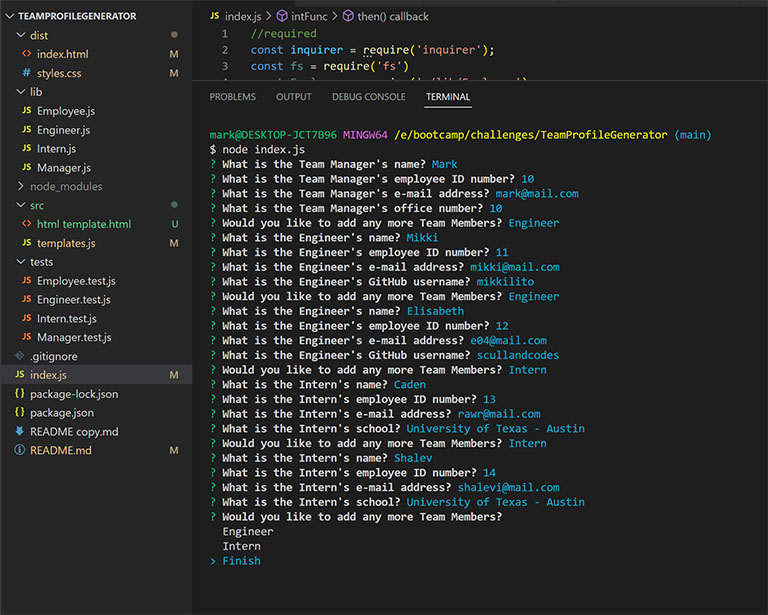 TEAMPROFILEGENERATOR
dist
index.html M
styles.css M
lib
JS Employee.js
JS Engineer.js
JS Intern.js
JS Manager.js
node_modules
src
html template.html U
JS templates.js M
tests
JS Employee.test.js
JS Engineer.test.js
JS Intern.test.js
JS Manager.test.js
.gitignore
JS index.js M
{} package-lock.json
{} package.json
README copy.md
README.md M
JS index.js > intFunc > then() callback
1 //required
2 const inquirer = require('inquirer');
3 const fs = require('fs')
PROBLEMS OUTPUT DEBUG CONSOLE TERMINAL
mark@DESKTOP-JCT7B96 MINGW64 /e/bootcamp/challenges/TeamProfileGenerator (main)
$ node index.js
? What is the Team Manager's name? Mark
? What is the Team Manager's employee ID number? 10
? What is the Team Manager's e-mail address? mark@mail.com
? What is the Team Manager's office number? 10
? Would you like to add any more Team Members? Engineer
? What is the Engineer's name? Mikki
? What is the Engineer's employee ID number? 11
? What is the Engineer's e-mail address? mikki@mail.com
? What is the Engineer's GitHub username? mikkilito
? Would you like to add any more Team Members? Engineer
? What is the Engineer's name? Elisabeth
? What is the Engineer's employee ID number? 12
? What is the Engineer's e-mail address? e04@mail.com
? What is the Engineer's GitHub username? scullandcodes
? Would you like to add any more Team Members? Intern
? What is the Intern's name? Caden
? What is the Intern's employee ID number? 13
? What is the Intern's e-mail address? rawr@mail.com
? What is the Intern's school? University of Texas - Austin
? Would you like to add any more Team Members? Intern
? What is the Intern's name? Shalev
? What is the Intern's employee ID number? 14
? What is the Intern's e-mail address? shalevi@mail.com
? What is the Intern's school? University of Texas - Austin
? Would you like to add any more Team Members?
Engineer
Intern
> Finish